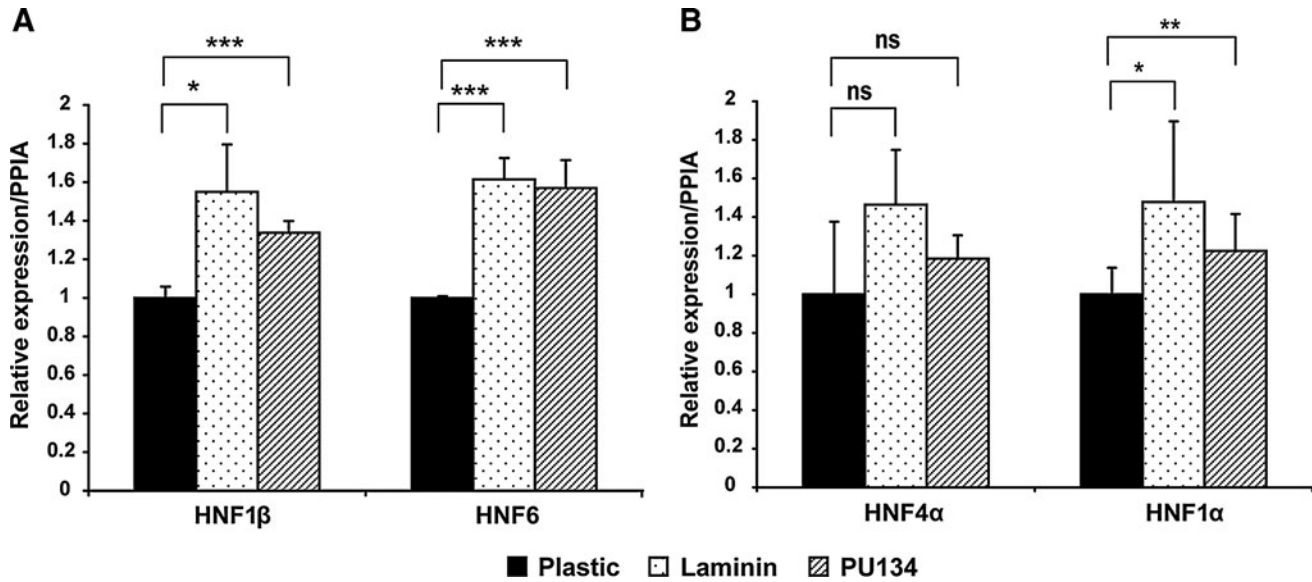 A
*** ***
* ***
2
1.8
1.6
1.4
1.2
1
0.8
0.6
0.4
0.2
0
Relative expression/PPIA
HNF1β HNF6
B
ns **
ns *
2
1.8
1.6
1.4
1.2
1
0.8
0.6
0.4
0.2
0
Relative expression/PPIA
HNF4α HNF1α
Plastic Laminin PU134